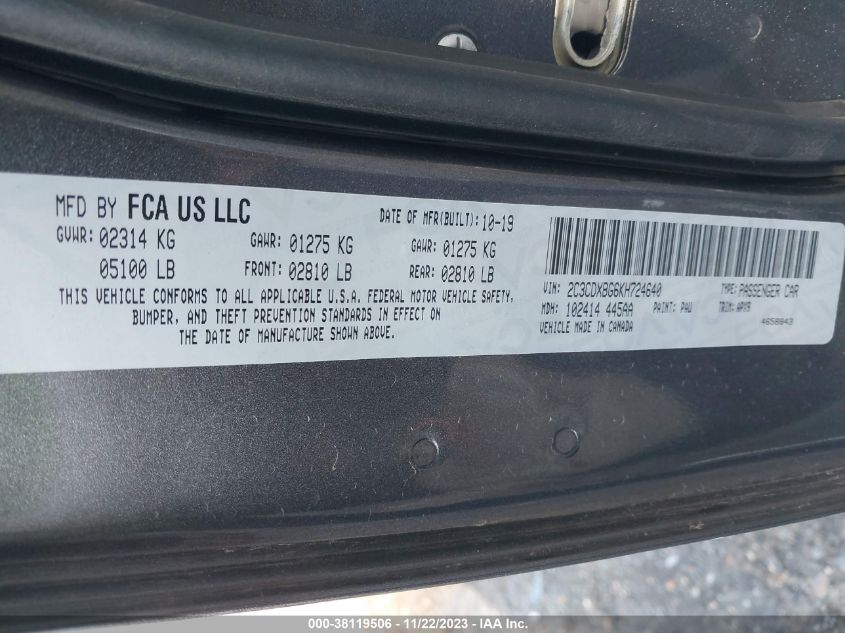 MFD BY FCA US LLC
DATE OF MFR(BUILT): 10-19
GVWR: 02314 KG
GAWR: 01275 KG
GAWR: 01275 KG
05100 LB
FRONT: 02810 LB
REAR: 02810 LB
THIS VEHICLE CONFORMS TO ALL APPLICABLE U.S.A. FEDERAL MOTOR VEHICLE SAFETY,
BUMPER, AND THEFT PREVENTION STANDARDS IN EFFECT ON
THE DATE OF MANUFACTURE SHOWN ABOVE.
VIN: 2C3CDXBG6KH724640
TYPE: PASSENGER CAR
MDH: 102414 445AA
PAINT: PAU
TRIM: APX9
VEHICLE MADE IN CANADA
4658843
000-38119506 - 11/22/2023 - IAA Inc.